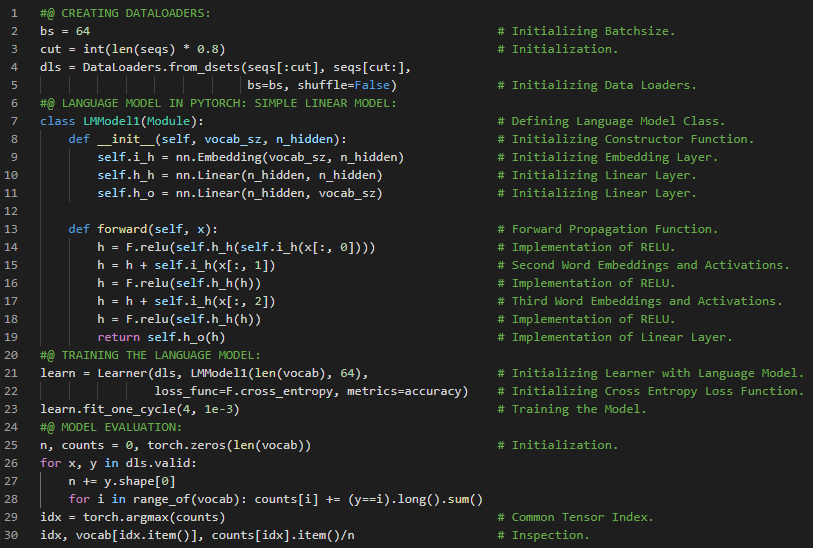 1 #@ CREATING DATALOADERS:
2 bs = 64 # Initializing Batchsize.
3 cut = int(len(seqs) * 0.8) # Initialization.
4 dls = DataLoaders.from_dsets(seqs[:cut], seqs[cut:],
5 bs=bs, shuffle=False) # Initializing Data Loaders.
6 #@ LANGUAGE MODEL IN PYTORCH: SIMPLE LINEAR MODEL:
7 class LMModel1(Module): # Defining Language Model Class.
8 def __init__(self, vocab_sz, n_hidden): # Initializing Constructor Function.
9 self.i_h = nn.Embedding(vocab_sz, n_hidden) # Initializing Embedding Layer.
10 self.h_h = nn.Linear(n_hidden, n_hidden) # Initializing Linear Layer.
11 self.h_o = nn.Linear(n_hidden, vocab_sz) # Initializing Linear Layer.
12
13 def forward(self, x): # Forward Propagation Function.
14 h = F.relu(self.h_h(self.i_h(x[:, 0]))) # Implementation of RELU.
15 h = h + self.i_h(x[:, 1]) # Second Word Embeddings and Activations.
16 h = F.relu(self.h_h(h)) # Implementation of RELU.
17 h = h + self.i_h(x[:, 2]) # Third Word Embeddings and Activations.
18 h = F.relu(self.h_h(h)) # Implementation of RELU.
19 return self.h_o(h) # Implementation of Linear Layer.
20 #@ TRAINING THE LANGUAGE MODEL:
21 learn = Learner(dls, LMModel1(len(vocab), 64), # Initializing Learner with Language Model.
22 loss_func=F.cross_entropy, metrics=accuracy) # Initializing Cross Entropy Loss Function.
23 learn.fit_one_cycle(4, 1e-3) # Training the Model.
24 #@ MODEL EVALUATION:
25 n, counts = 0, torch.zeros(len(vocab)) # Initialization.
26 for x, y in dls.valid:
27 n += y.shape[0]
28 for i in range_of(vocab): counts[i] += (y==i).long().sum()
29 idx = torch.argmax(counts) # Common Tensor Index.
30 idx, vocab[idx.item()], counts[idx].item()/n # Inspection.